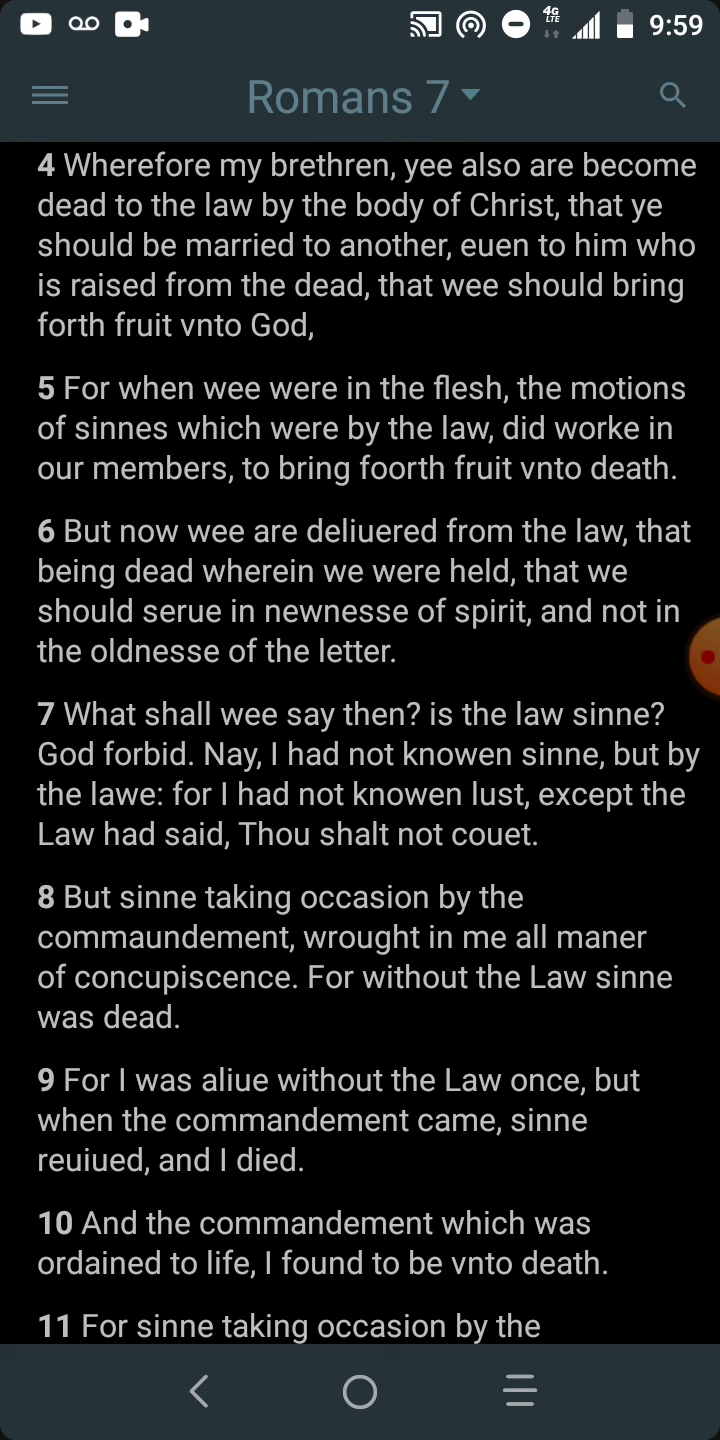 4G
LTE
9:59
Romans 7
4 Wherefore my brethren, yee also are become
dead to the law by the body of Christ, that ye
should be married to another, euen to him who
is raised from the dead, that wee should bring
forth fruit vnto God,
5 For when wee were in the flesh, the motions
of sinnes which were by the law, did worke in
our members, to bring foorth fruit vnto death.
6 But now wee are deliuered from the law, that
being dead wherein we were held, that we
should serue in newnesse of spirit, and not in
the oldnesse of the letter.
7 What shall wee say then? is the law sinne?
God forbid. Nay, I had not knowen sinne, but by
the lawe: for I had not knowen lust, except the
Law had said, Thou shalt not couet.
8 But sinne taking occasion by the
commaundement, wrought in me all maner
of concupiscence. For without the Law sinne
was dead.
9 For I was aliue without the Law once, but
when the commandement came, sinne
reuiued, and I died.
10 And the commandement which was
ordained to life, I found to be vnto death.
11 For sinne taking occasion by the